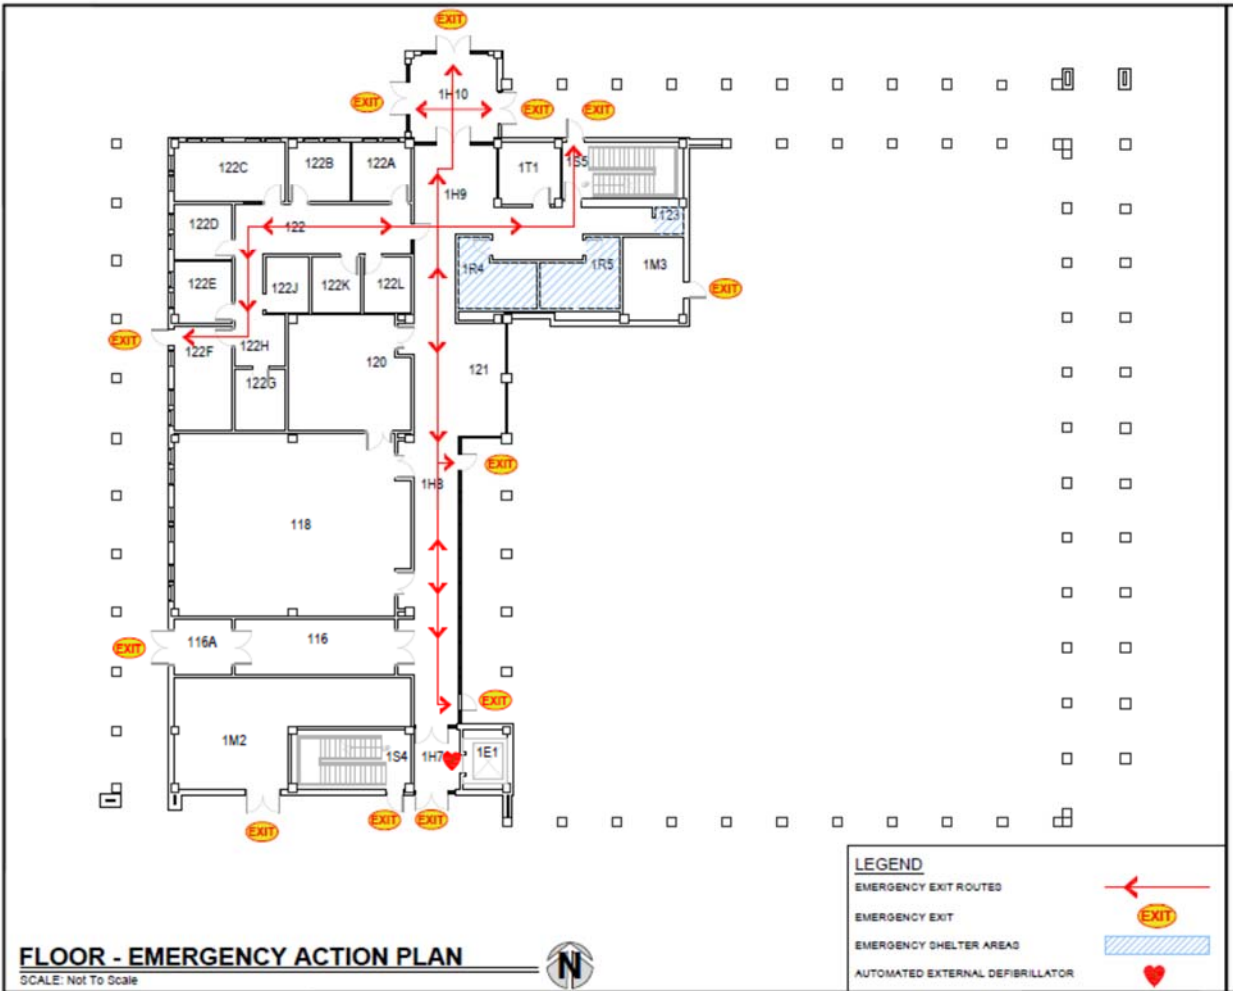 EXIT
1H10
EXIT
EXIT
EXIT
122C
122B
122A
1T1
1S5
1H9
122D
122
123
122E
122J
122K
122L
1R4
1R5
1M3
EXIT
EXIT
122F
122H
120
121
122G
EXIT
1H8
118
EXIT
116A
116
EXIT
1M2
1S4
1H7
1E1
EXIT
EXIT
EXIT
LEGEND
EMERGENCY EXIT ROUTES
EMERGENCY EXIT
EXIT
EMERGENCY SHELTER AREAS
AUTOMATED EXTERNAL DEFIBRILLATOR
FLOOR - EMERGENCY ACTION PLAN
N
SCALE: Not To Scale